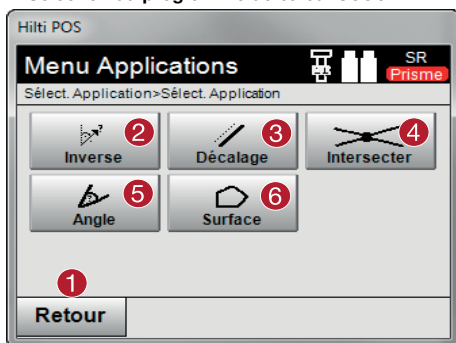 Hilti POS
Menu Applications
SR
Prisme
Sélect. Application>Sélect. Application
2
Inverse
3
Décalage
4
Intersecter
5
Angle
6
Surface
1
Retour